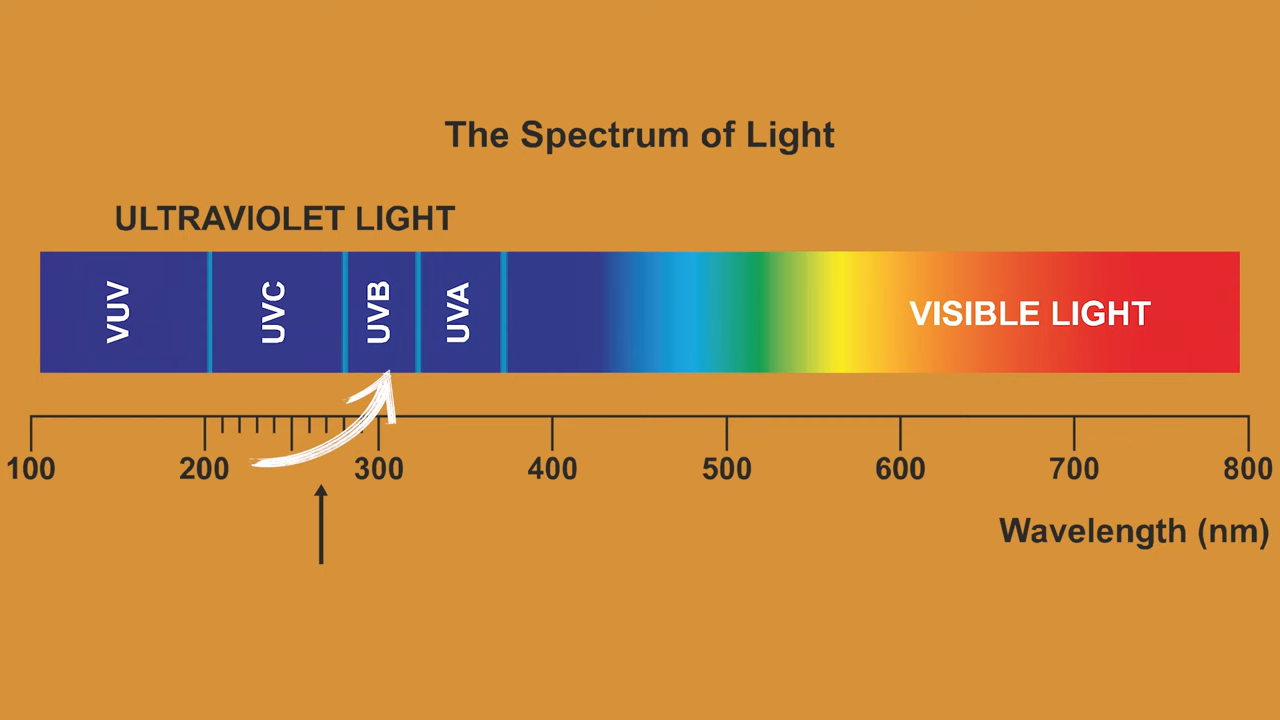 The Spectrum of Light
ULTRAVIOLET LIGHT
VUV
UVC
UVB
UVA
VISIBLE LIGHT
100 200 300 400 500 600 700 800
Wavelength (nm)